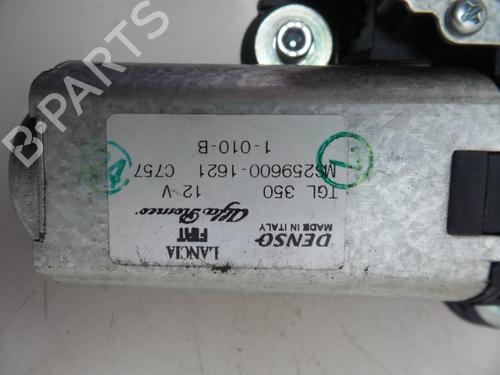 B-PARTS
DENSO
MADE IN ITALY
LANCIA
FIAT
Alfa Romeo
TGL 350 12-V
MS259600-1621 C757
1-010-B